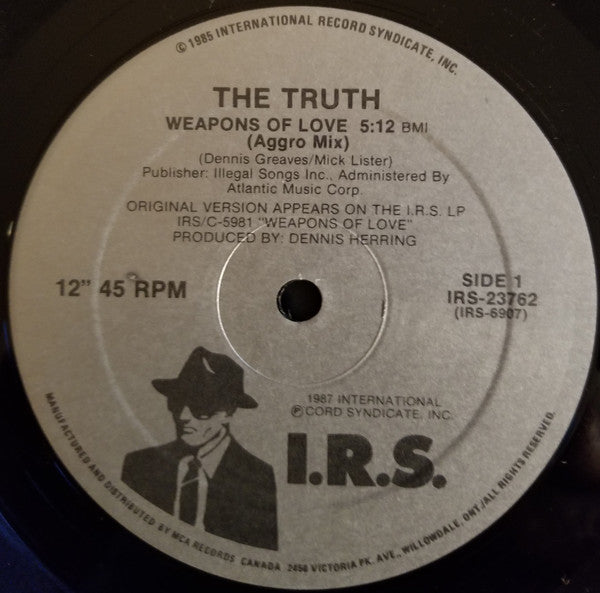 © 1985 INTERNATIONAL RECORD SYNDICATE, INC.
THE TRUTH
WEAPONS OF LOVE 5:12 BMI
(Aggro Mix)
(Dennis Greaves/Mick Lister)
Publisher: Illegal Songs Inc., Administered By
Atlantic Music Corp.
ORIGINAL VERSION APPEARS ON THE I.R.S. LP
IRS/C-5981 "WEAPONS OF LOVE"
PRODUCED BY: DENNIS HERRING
12" 45 RPM
SIDE 1
IRS-23762
(IRS-6907)
1987 INTERNATIONAL
℗CORD SYNDICATE, INC.
I.R.S.
MANUFACTURED AND DISTRIBUTED BY MCA RECORDS CANADA 2450 VICTORIA PK. AVE., WILLOWDALE, ONT./ALL RIGHTS RESERVED.